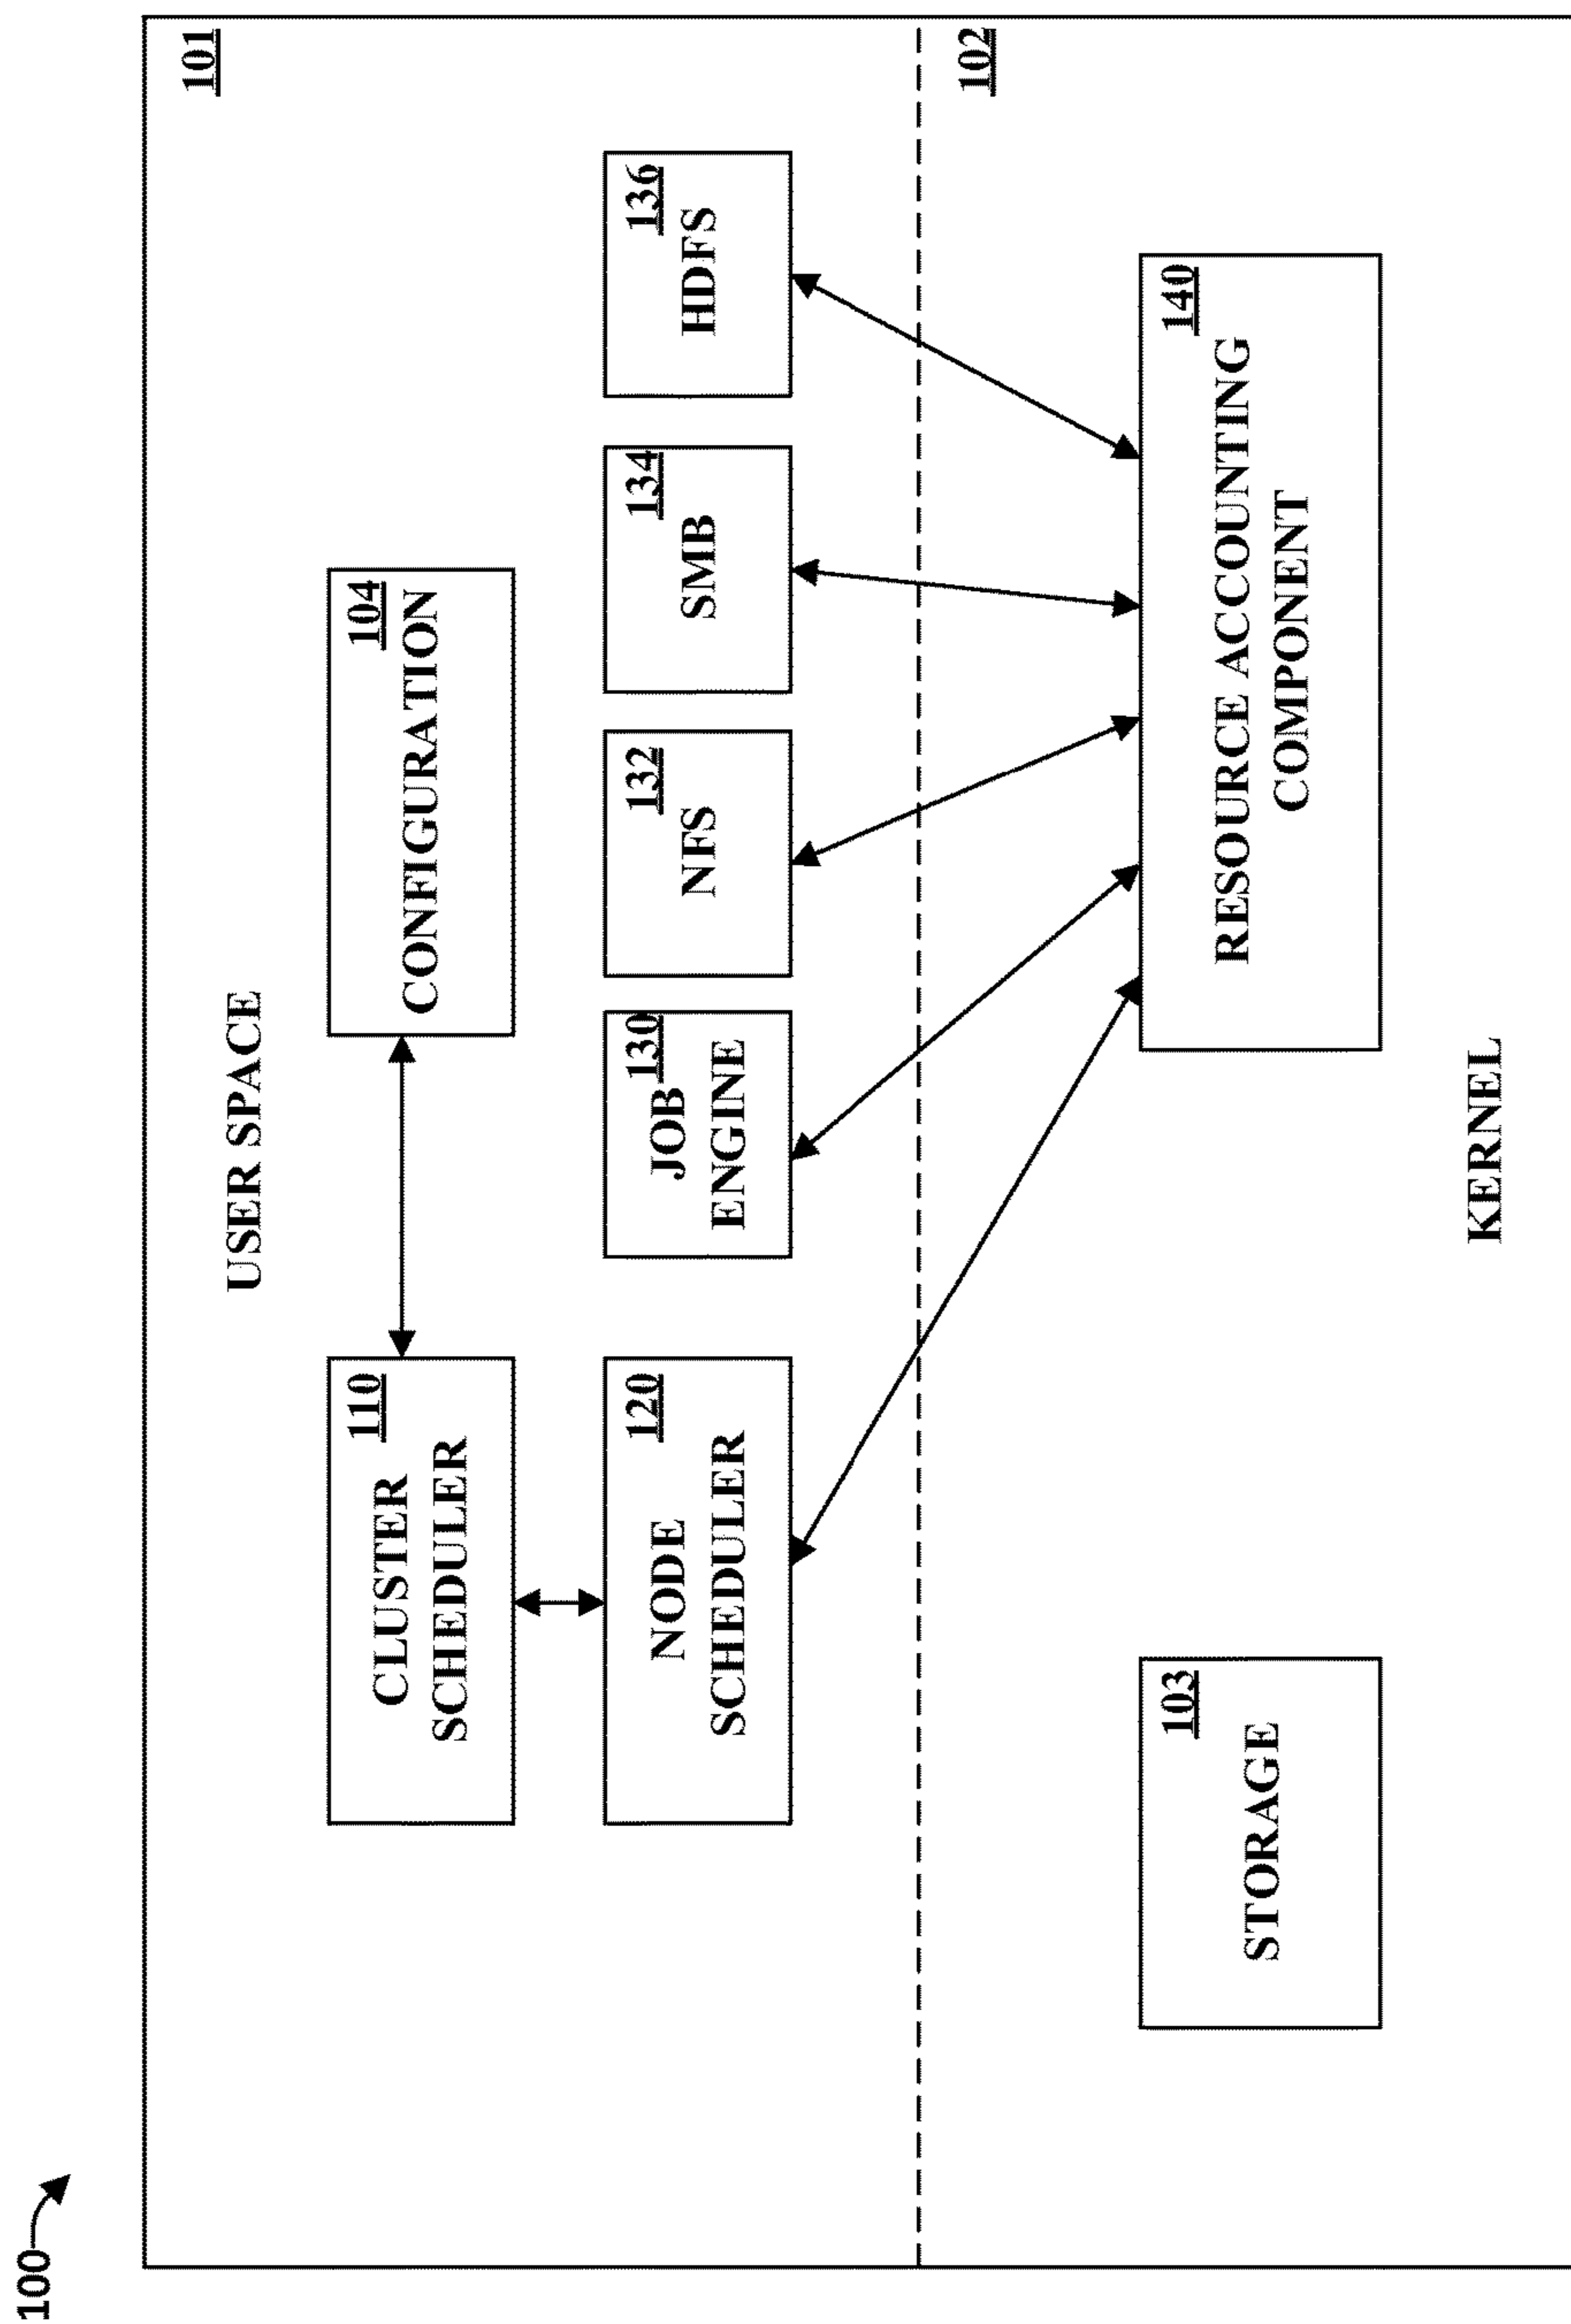 100
101
USER SPACE
110
CLUSTER
SCHEDULER
104
CONFIGURATION
120
NODE
SCHEDULER
130
JOB
ENGINE
132
NFS
134
SMB
136
HDFS
102
103
STORAGE
140
RESOURCE ACCOUNTING
COMPONENT
KERNEL